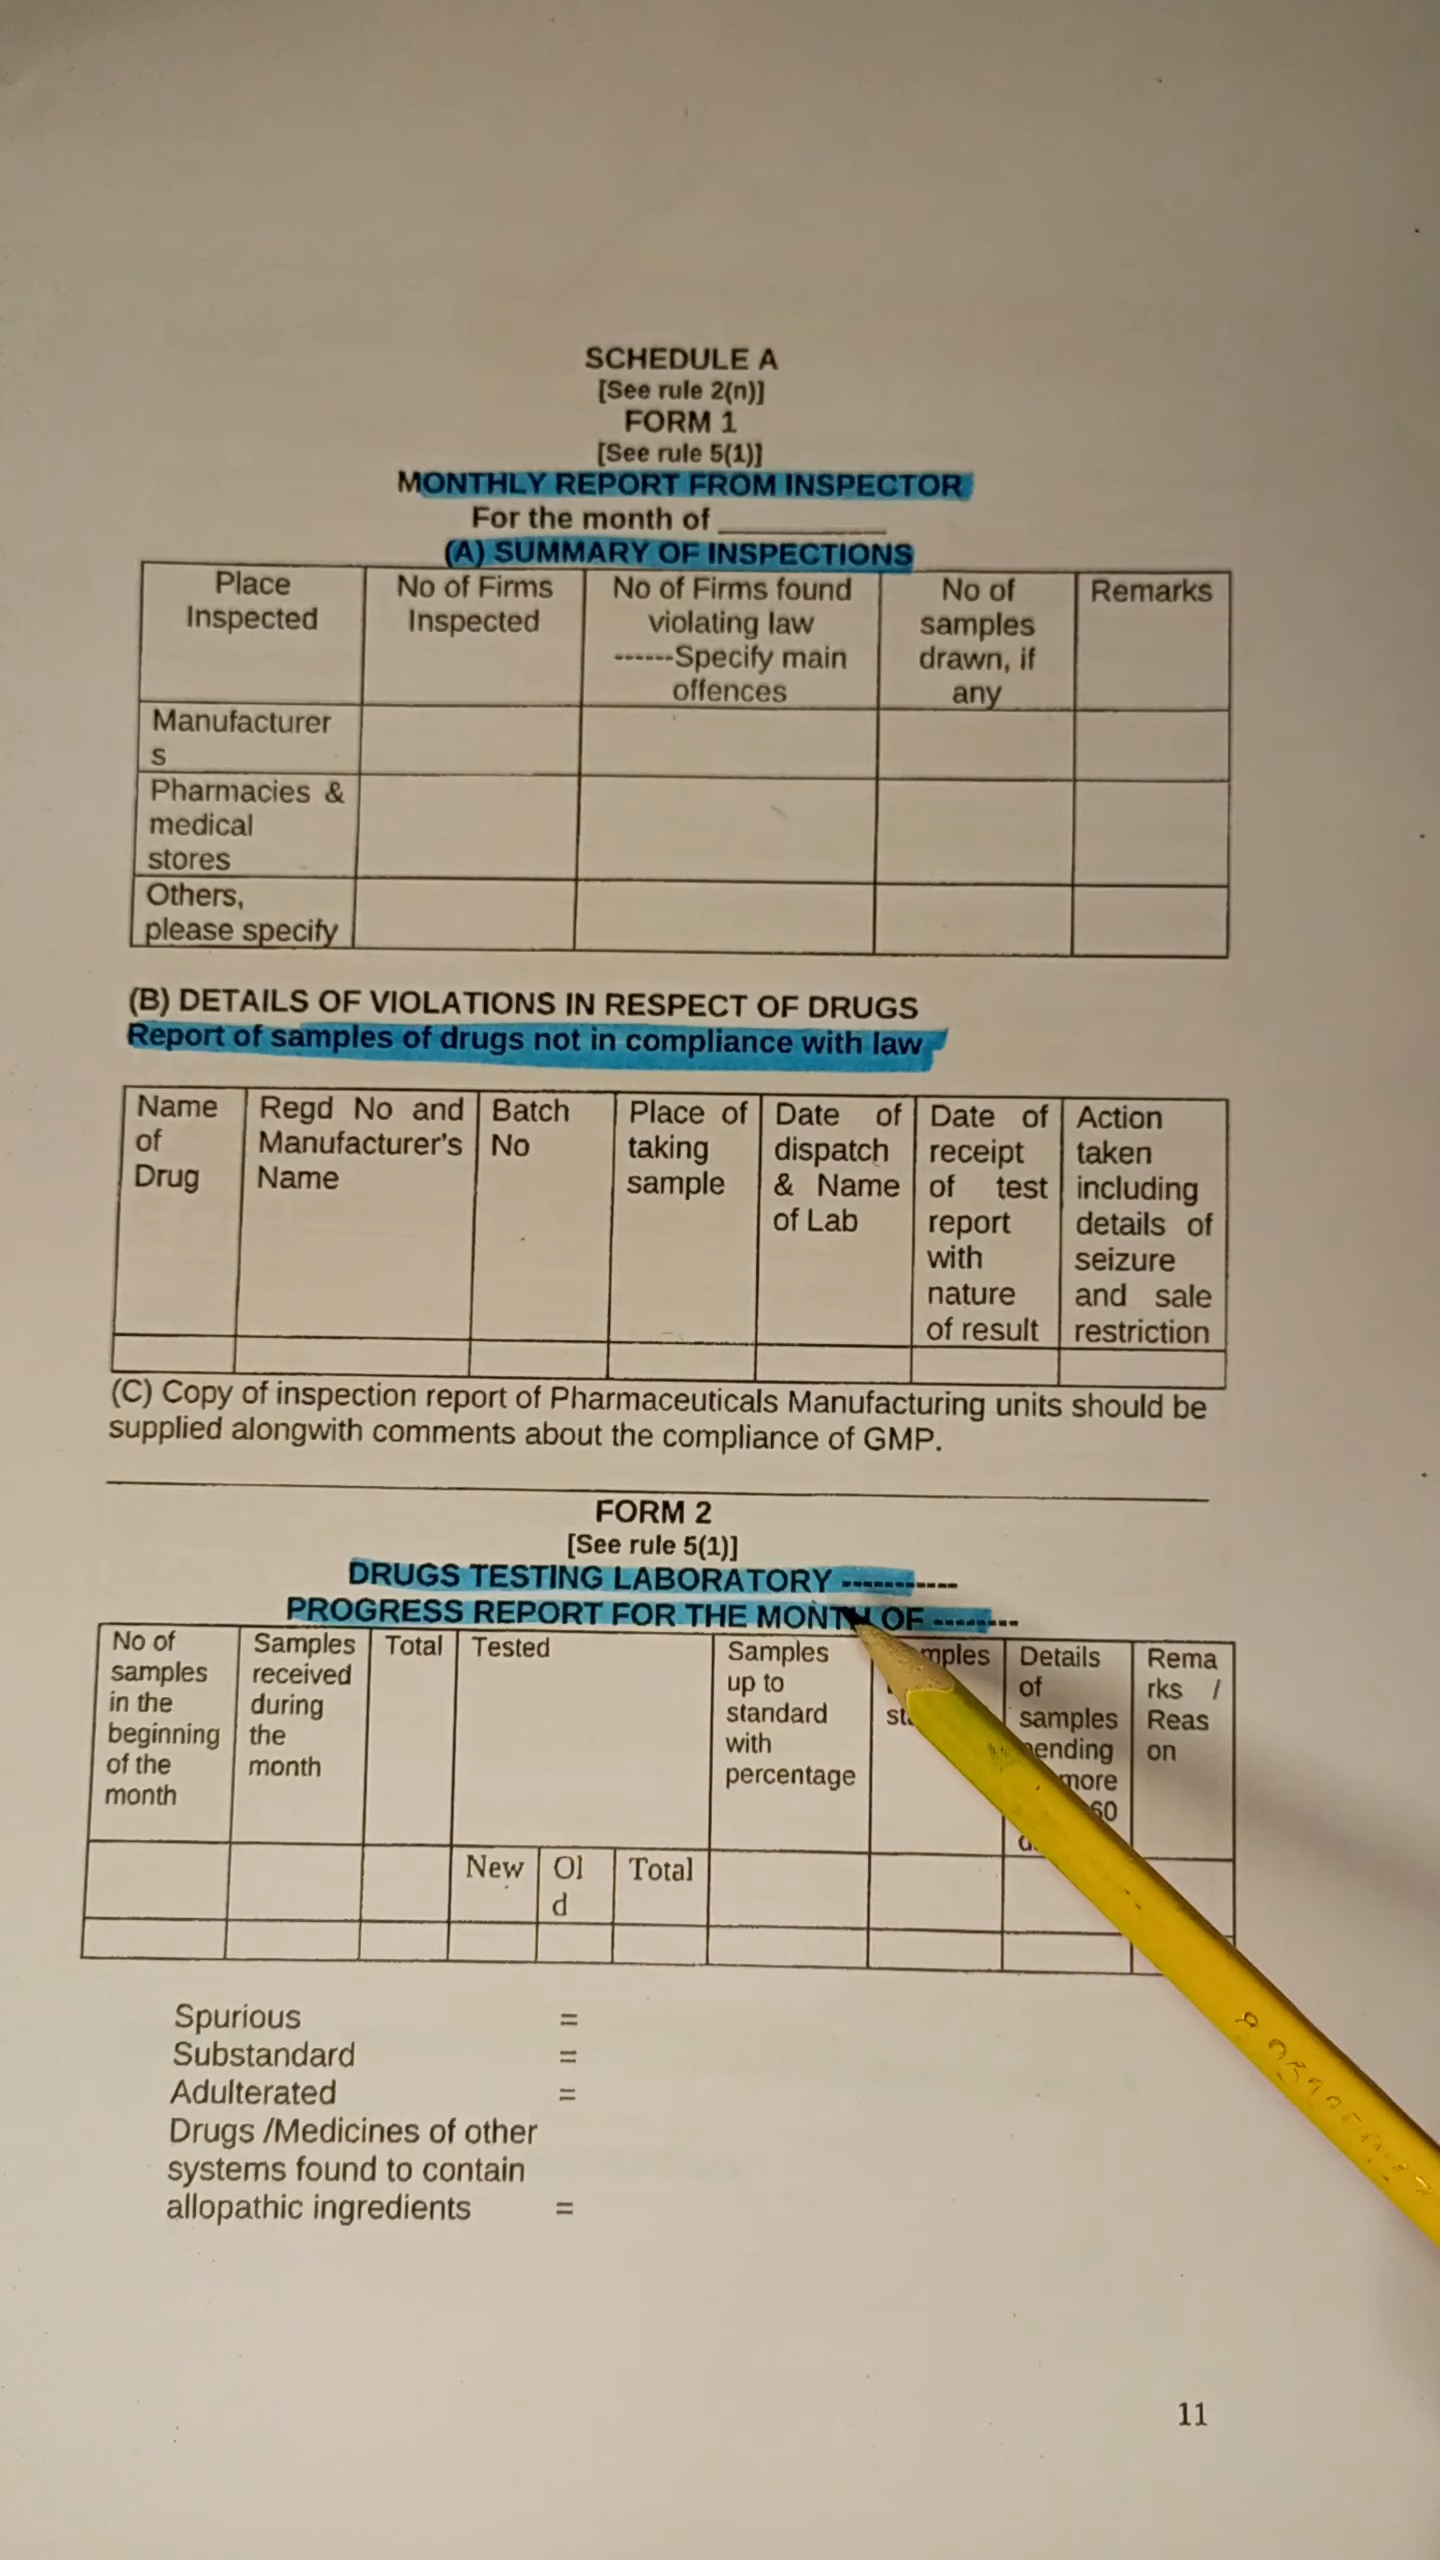 SCHEDULE A
[See rule 2(n)]
FORM 1
[See rule 5(1)]
MONTHLY REPORT FROM INSPECTOR
For the month of ___________
(A) SUMMARY OF INSPECTIONS
Place Inspected
No of Firms Inspected
No of Firms found violating law ------Specify main offences
No of samples drawn, if any
Remarks
Manufacturer
s
Pharmacies &
medical
stores
Others,
please specify
(B) DETAILS OF VIOLATIONS IN RESPECT OF DRUGS
Report of samples of drugs not in compliance with law
Name of Drug
Regd No and Manufacturer's Name
Batch No
Place of taking sample
Date of dispatch & Name of Lab
Date of receipt of test report with nature of result
Action taken including details of seizure and sale restriction
(C) Copy of inspection report of Pharmaceuticals Manufacturing units should be
supplied alongwith comments about the compliance of GMP.
FORM 2
[See rule 5(1)]
DRUGS TESTING LABORATORY -----------
PROGRESS REPORT FOR THE MONTH OF --------
No of samples in the beginning of the month
Samples received during the month
Total
Tested
Samples up to standard with percentage
Details
of
samples
more
60
Rema
rks /
Reas
on
New
Ol
d
Total
Spurious =
Substandard =
Adulterated =
Drugs /Medicines of other
systems found to contain
allopathic ingredients =
11